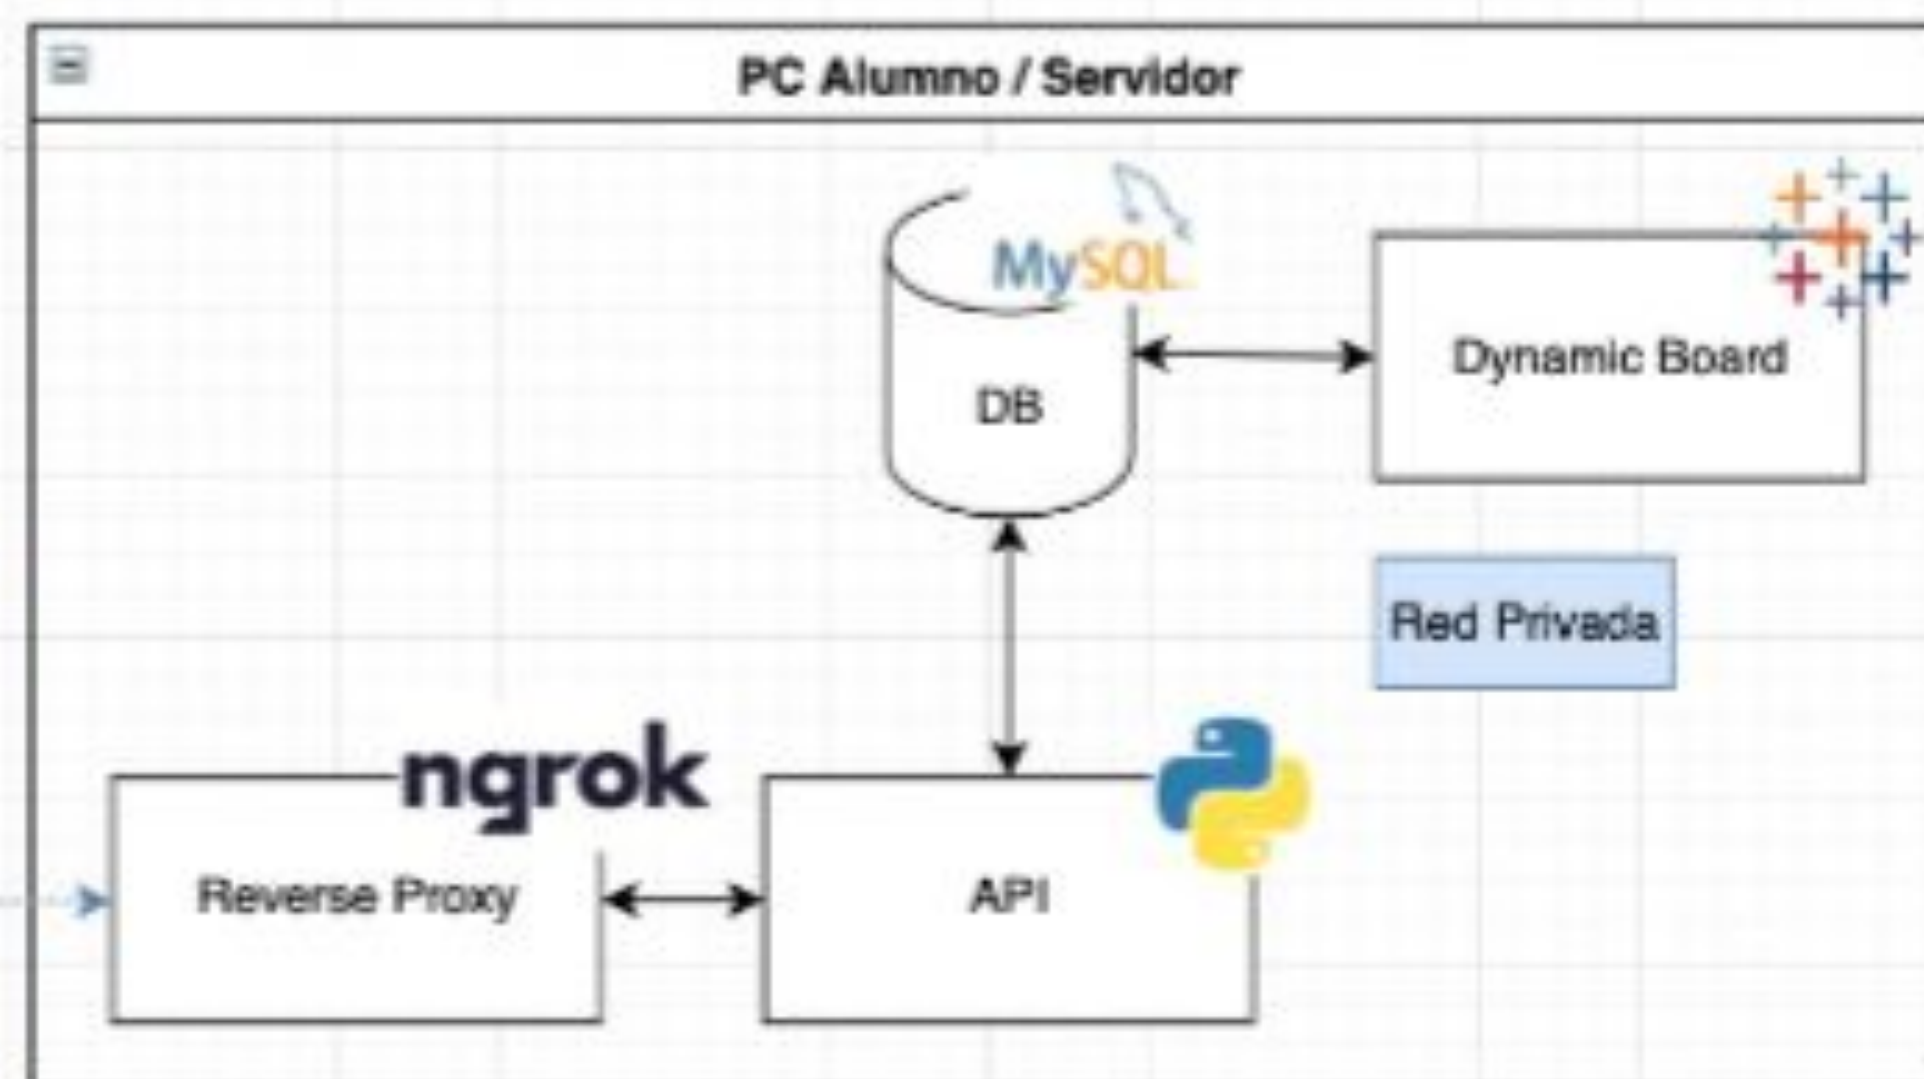 PC Alumno / Servidor
MySQL
DB
Dynamic Board
Red Privada
ngrok
Reverse Proxy
API